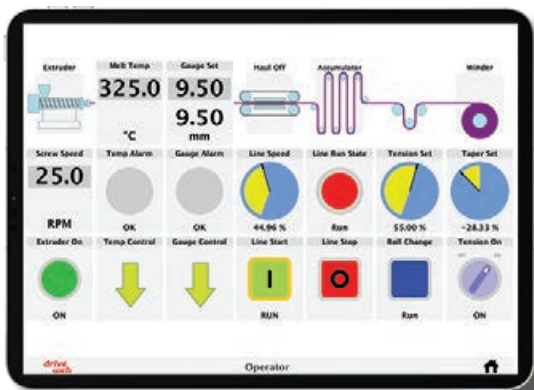 Extruder Melt Temp Gauge Set Haul Off Accumulator Winder
325.0 9.50
9.50
°C mm
Screw Speed Temp Alarm Gauge Alarm Line Speed Line Run State Tension Set Taper Set
25.0
RPM OK OK 44.96 % Run 55.00 % -28.33 %
Extruder On Temp Control Gauge Control Line Start Line Stop Roll Change Tension On
OFF ON
I O
ON RUN Run ON
drive.web Operator